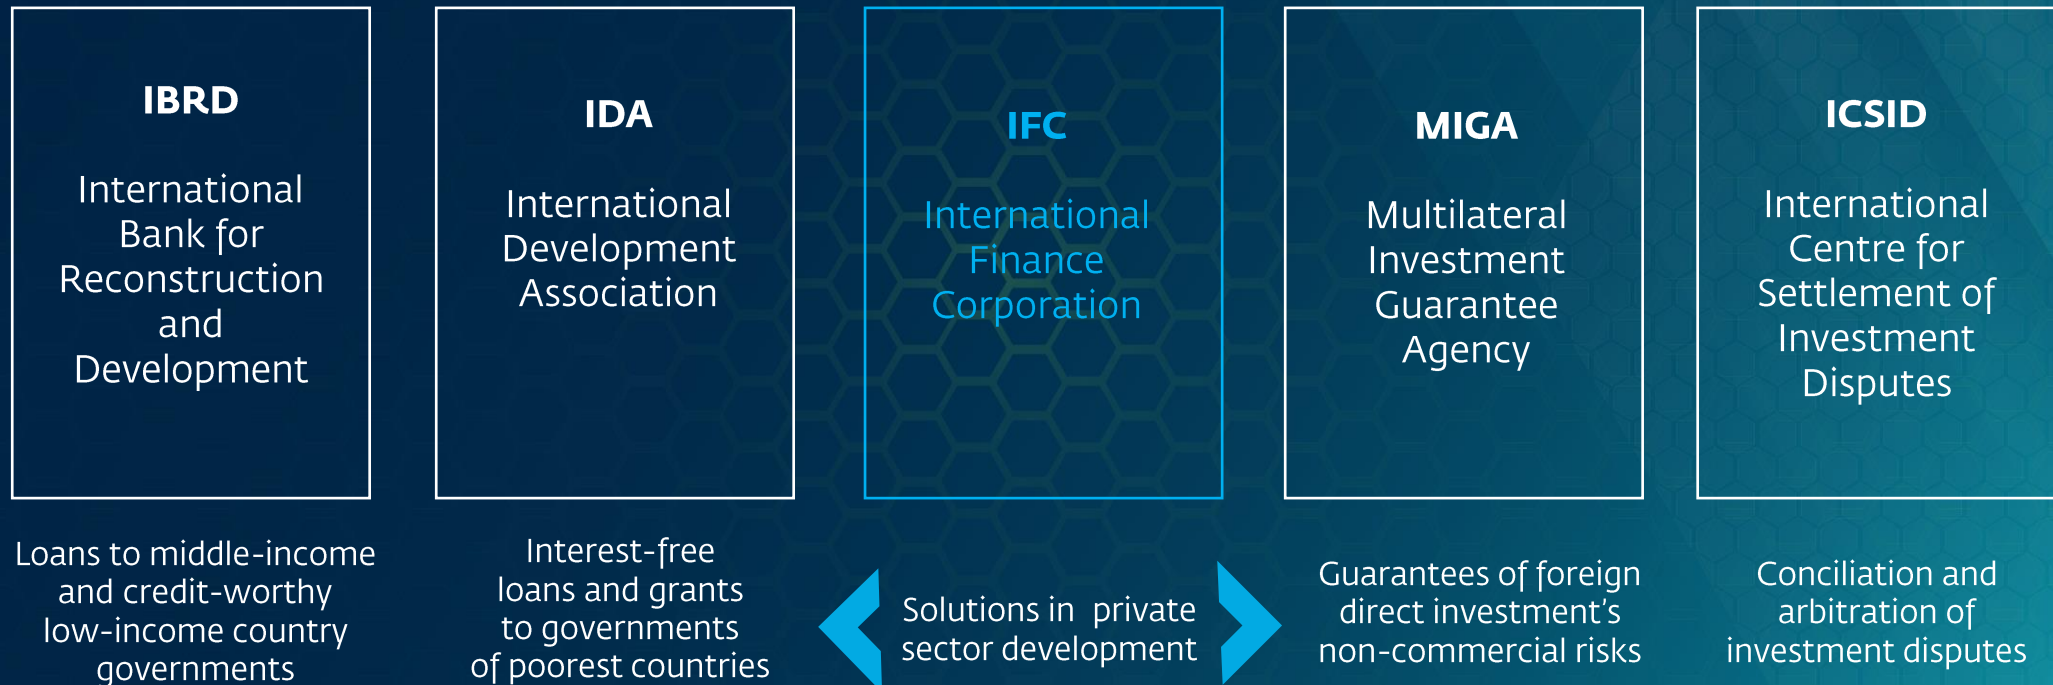 IBRD
International
Bank for
Reconstruction
and
Development
Loans to middle-income
and credit-worthy
low-income country
governments
IDA
International
Development
Association
Interest-free
loans and grants
to governments
of poorest countries
IFC
International
Finance
Corporation
Solutions in private
sector development
MIGA
Multilateral
Investment
Guarantee
Agency
Guarantees of foreign
direct investment's
non-commercial risks
ICSID
International
Centre for
Settlement of
Investment
Disputes
Conciliation and
arbitration of
investment disputes